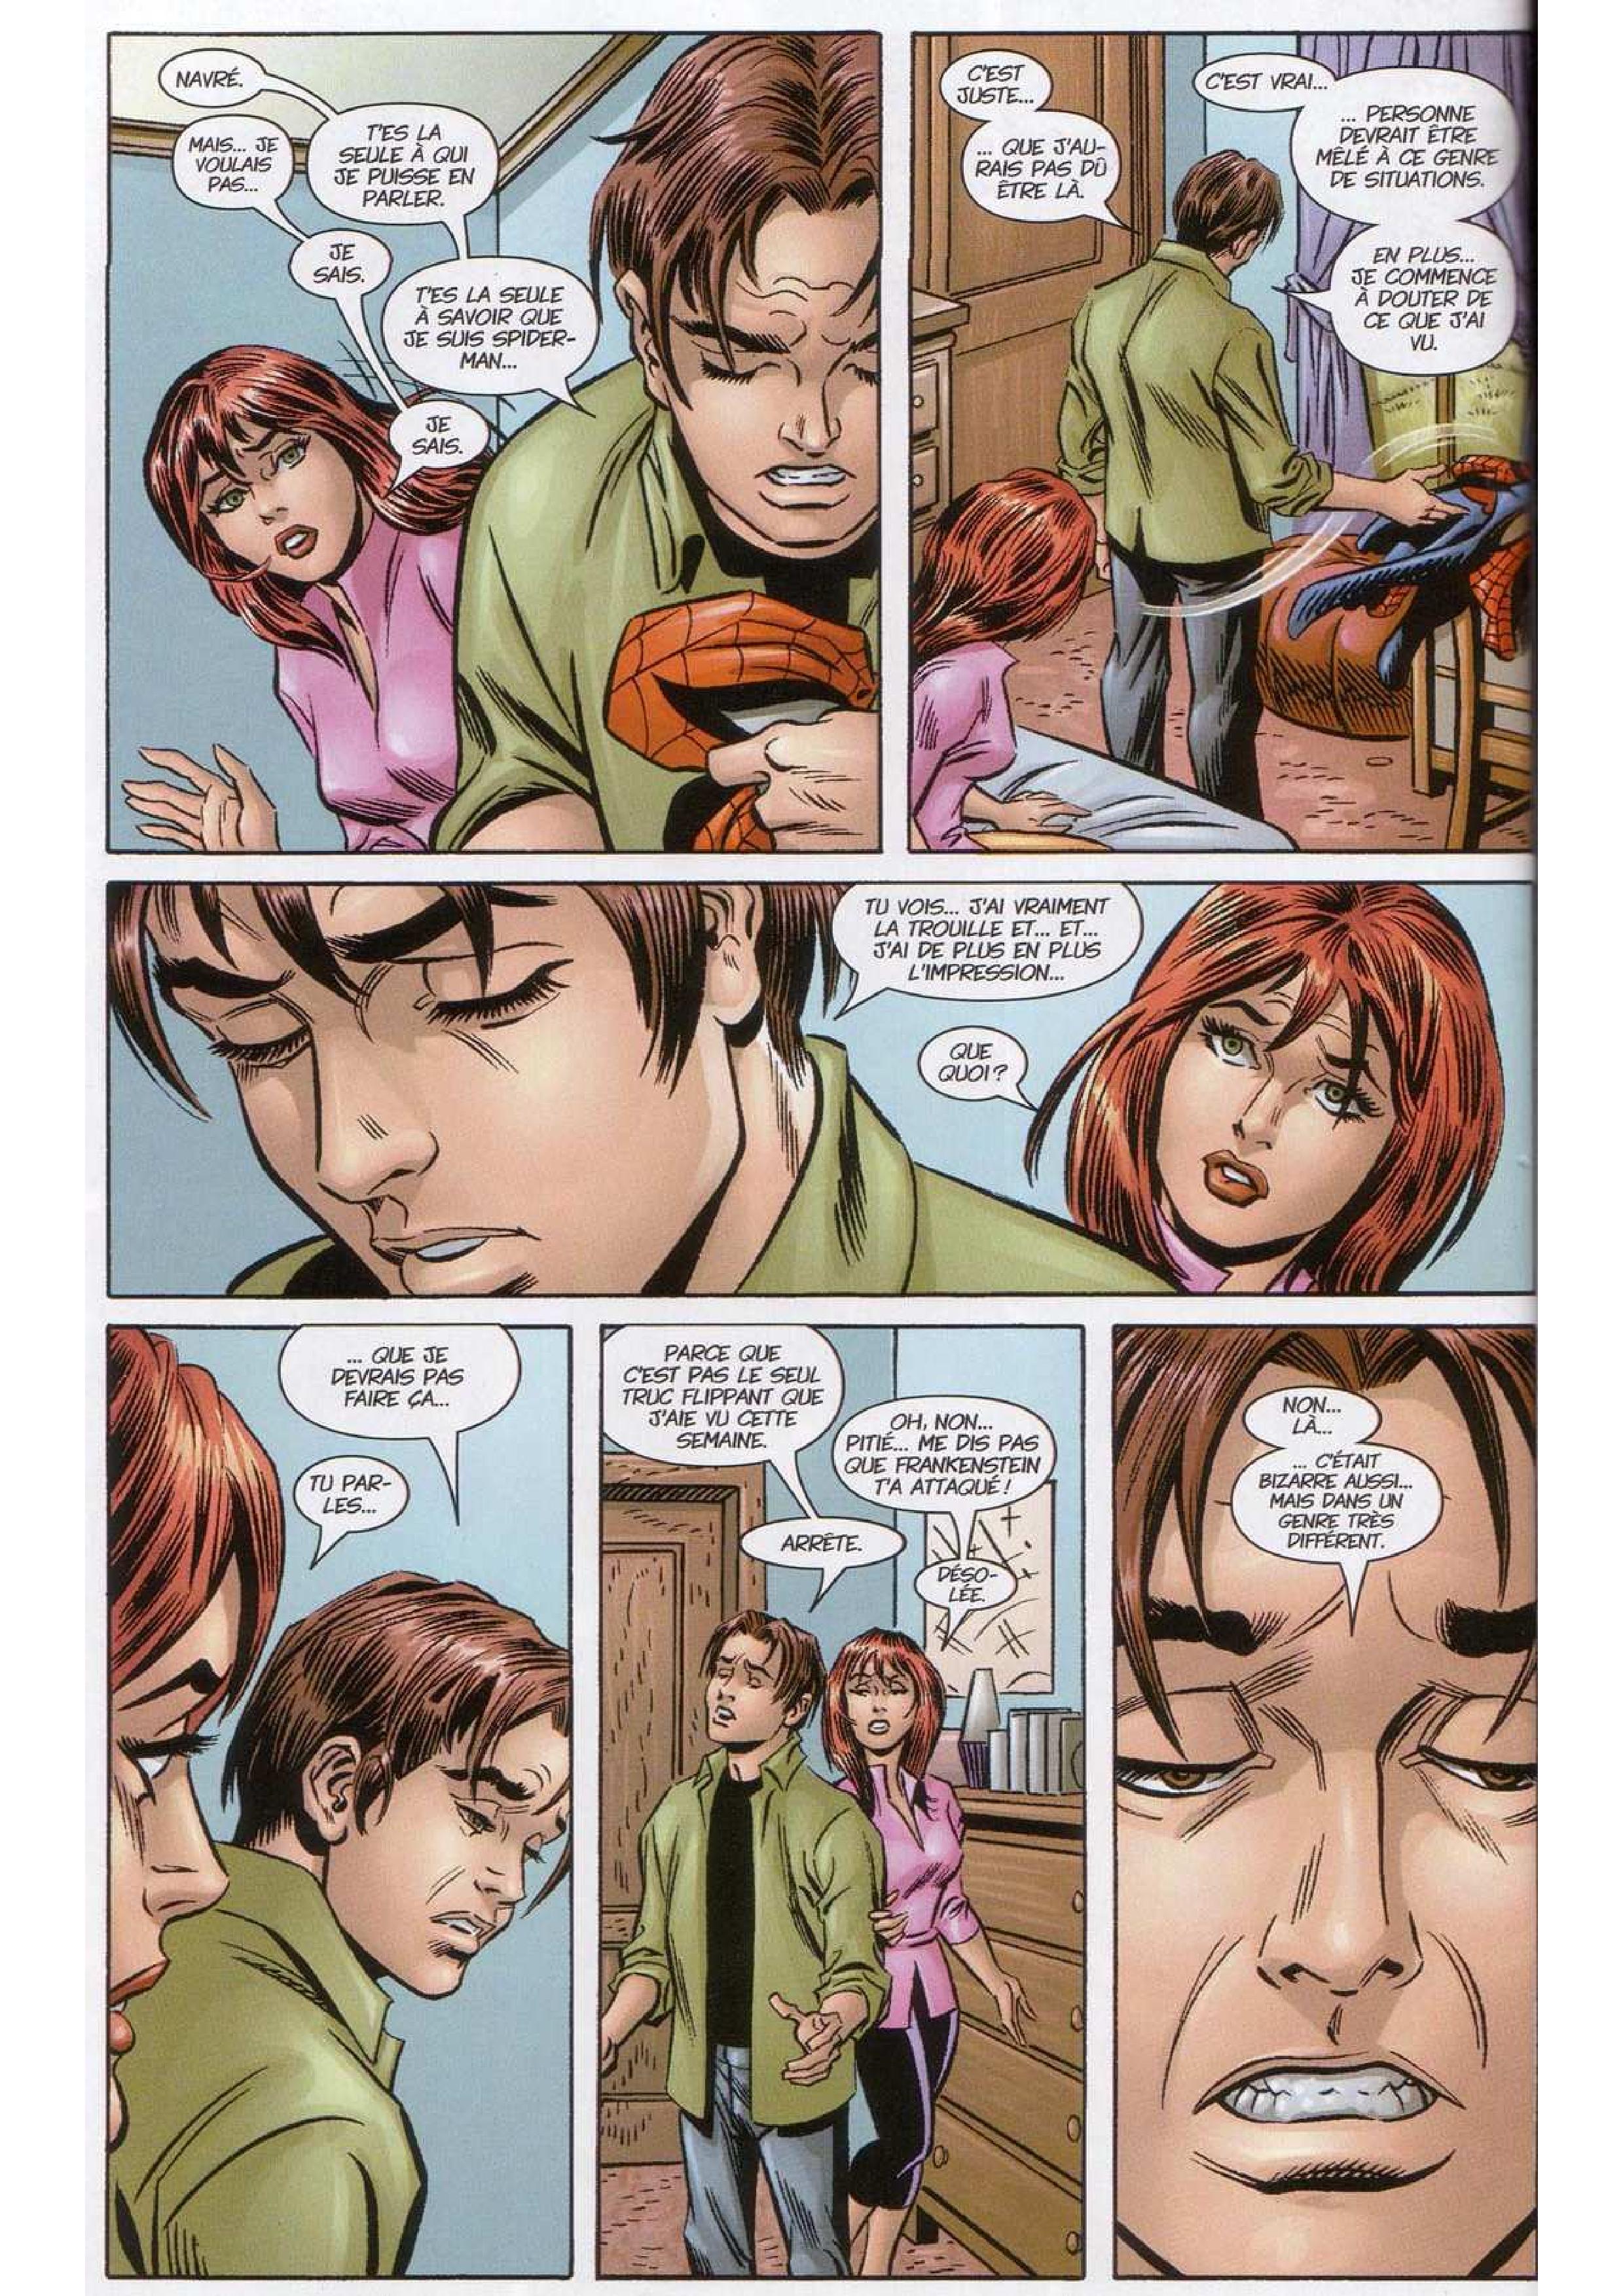 NAVRÉ.
T'ES LA
SEULE À QUI
JE PUISSE EN
PARLER.
MAIS... JE
VOULAIS
PAS...
JE
SAIS.
T'ES LA SEULE
À SAVOIR QUE
JE SUIS SPIDER-
MAN...
JE
SAIS.
C'EST
JUSTE...
... QUE J'AU-
RAIS PAS DÛ
ÊTRE LÀ.
C'EST VRAI...
... PERSONNE
DEVRAIT ÊTRE
MÊLÉ À CE GENRE
DE SITUATIONS.
EN PLUS...
JE COMMENCE
À DOUTER DE
CE QUE J'AI
VU.
TU VOIS... J'AI VRAIMENT
LA TROUILLE ET... ET...
J'AI DE PLUS EN PLUS
L'IMPRESSION...
QUE
QUOI?
... QUE JE
DEVRAIS PAS
FAIRE ÇA...
TU PAR-
LES...
PARCE QUE
C'EST PAS LE SEUL
TRUC FLIPPANT QUE
J'AIE VU CETTE
SEMAINE.
OH, NON...
PITIÉ... ME DIS PAS
QUE FRANKENSTEIN
T'A ATTAQUÉ!
ARRÊTE.
DÉSO-
LÉE.
NON...
LÀ...
... C'ÉTAIT
BIZARRE AUSSI...
MAIS DANS UN
GENRE TRÈS
DIFFÉRENT.